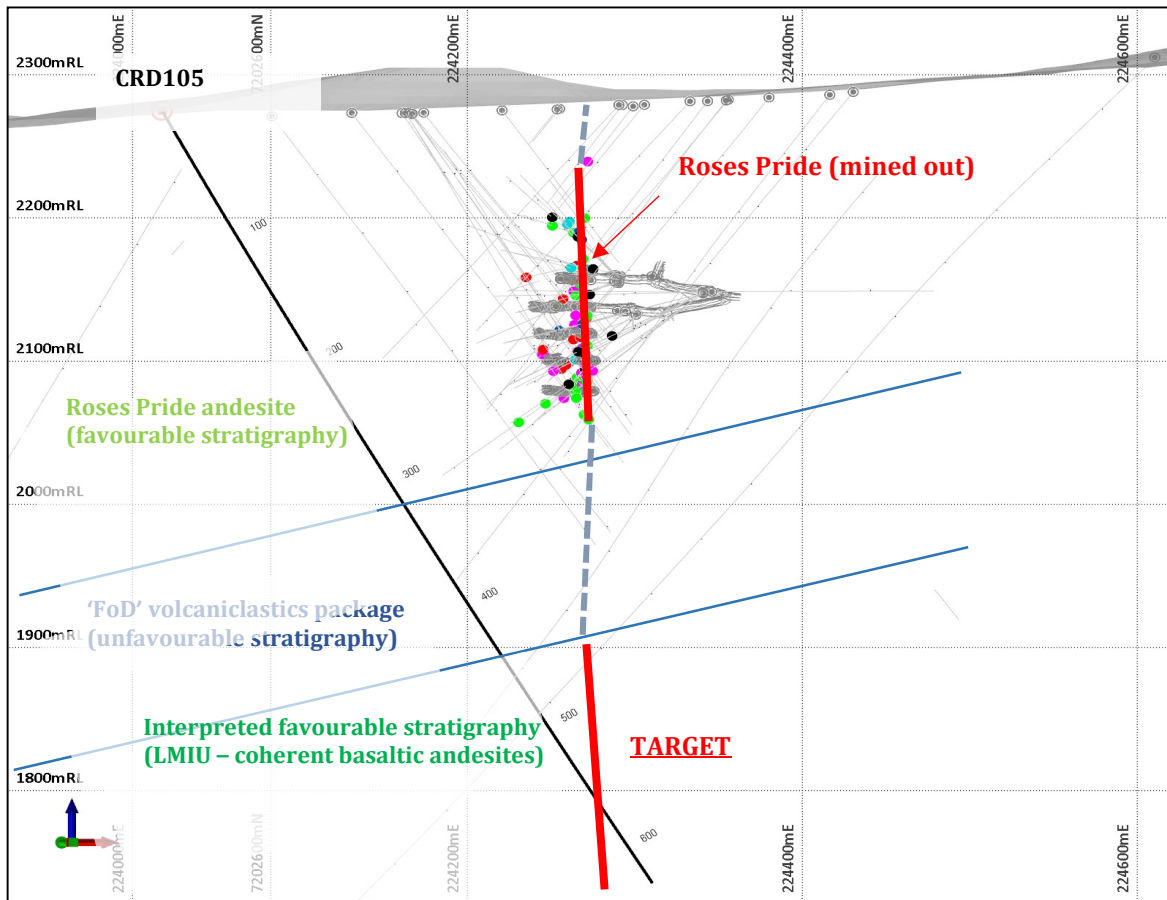 224000mE
7202600mN
224200mE
224400mE
224600mE
2300mRL
CRD105
Roses Pride (mined out)
2200mRL
100
2100mRL
200
Roses Pride andesite
(favourable stratigraphy)
300
2000mRL
400
'FoD' volcaniclastics package
(unfavourable stratigraphy)
1900mRL
500
Interpreted favourable stratigraphy
(LMIU – coherent basaltic andesites)
TARGET
1800mRL
600
224000mE
7202600mN
224200mE
224400mE
224600mE